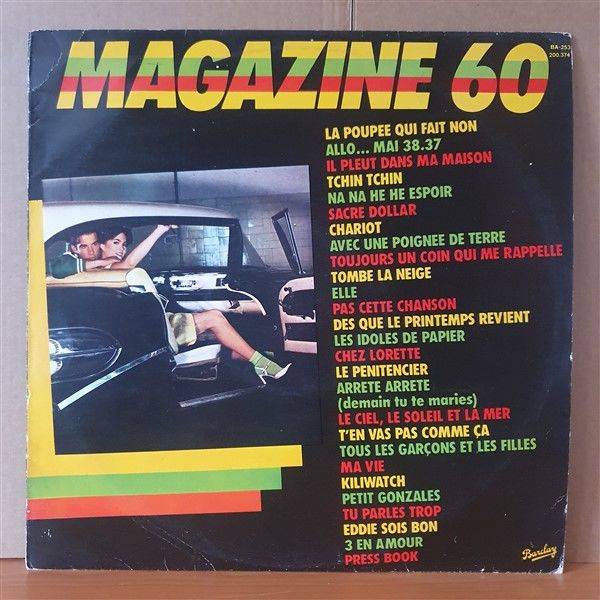 MAGAZINE 60
BA-253
200.374
LA POUPEE QUI FAIT NON
ALLO... MAI 38.37
IL PLEUT DANS MA MAISON
TCHIN TCHIN
NA NA HE HE ESPOIR
SACRE DOLLAR
CHARIOT
AVEC UNE POIGNEE DE TERRE
TOUJOURS UN COIN QUI ME RAPPELLE
TOMBE LA NEIGE
ELLE
PAS CETTE CHANSON
DES QUE LE PRINTEMPS REVIENT
LES IDOLES DE PAPIER
CHEZ LORETTE
LE PENITENCIER
ARRETE ARRETE
(demain tu te maries)
LE CIEL, LE SOLEIL ET LA MER
T'EN VAS PAS COMME ÇA
TOUS LES GARÇONS ET LES FILLES
MA VIE
KILIWATCH
PETIT GONZALES
TU PARLES TROP
EDDIE SOIS BON
3 EN AMOUR
PRESS BOOK
Barclay